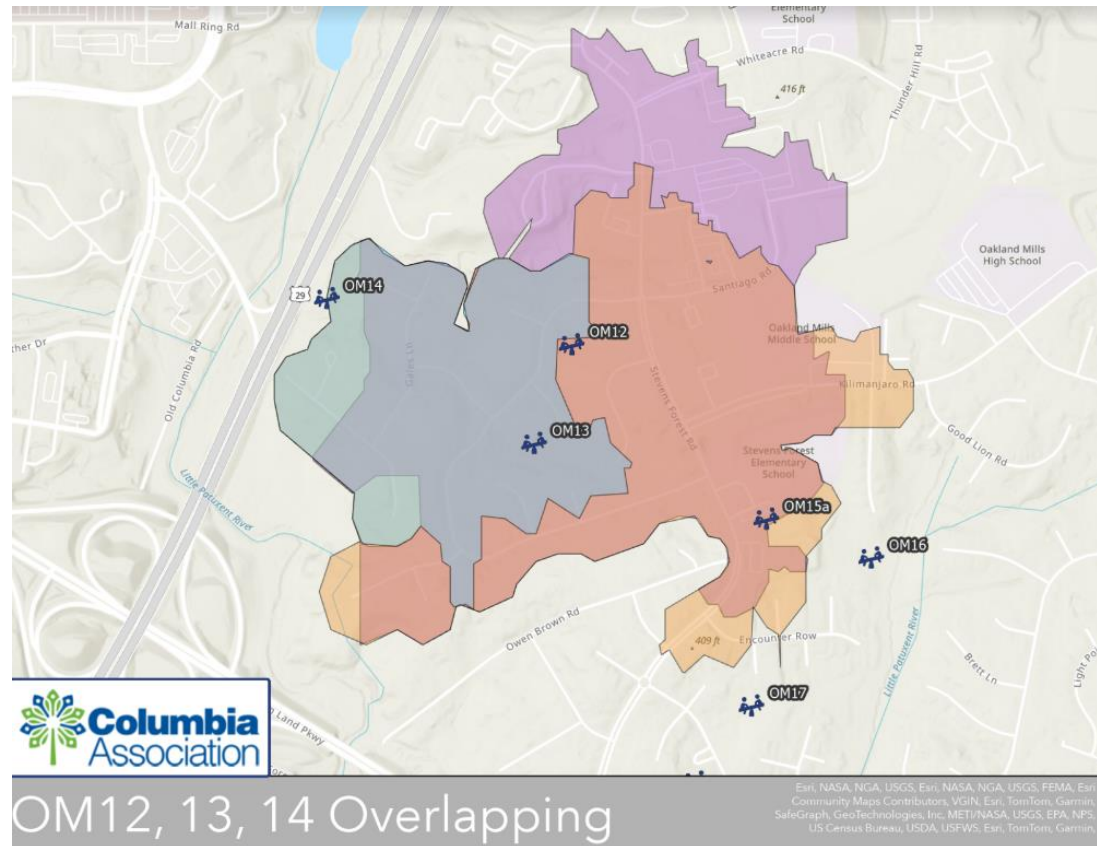 Mall Ring Rd
Elementary
School
Whiteacre Rd
416 ft
Thunder Hill Rd
Oakland Mills
High School
OM14
29
Santiago Rd
Oakland Mills
Middle School
OM12
ther Dr
Old Columbia Rd
Gales Ln
Kilimanjaro Rd
Stevens Forest Rd
OM13
Good Lion Rd
Stevens Forest
Elementary
School
Little Patuxent River
OM15a
OM16
Owen Brown Rd
409 ft
Encounter Row
Little Patuxent River
Brett Ln
Light Poi
OM17
Columbia
Association
n Land Pkwy
OM12, 13, 14 Overlapping
Esri, NASA, NGA, USGS, Esri, NASA, NGA, USGS, FEMA, Esri
Community Maps Contributors, VGIN, Esri, TomTom, Garmin,
SafeGraph, GeoTechnologies, Inc, METI/NASA, USGS, EPA, NPS,
US Census Bureau, USDA, USFWS, Esri, TomTom, Garmin,